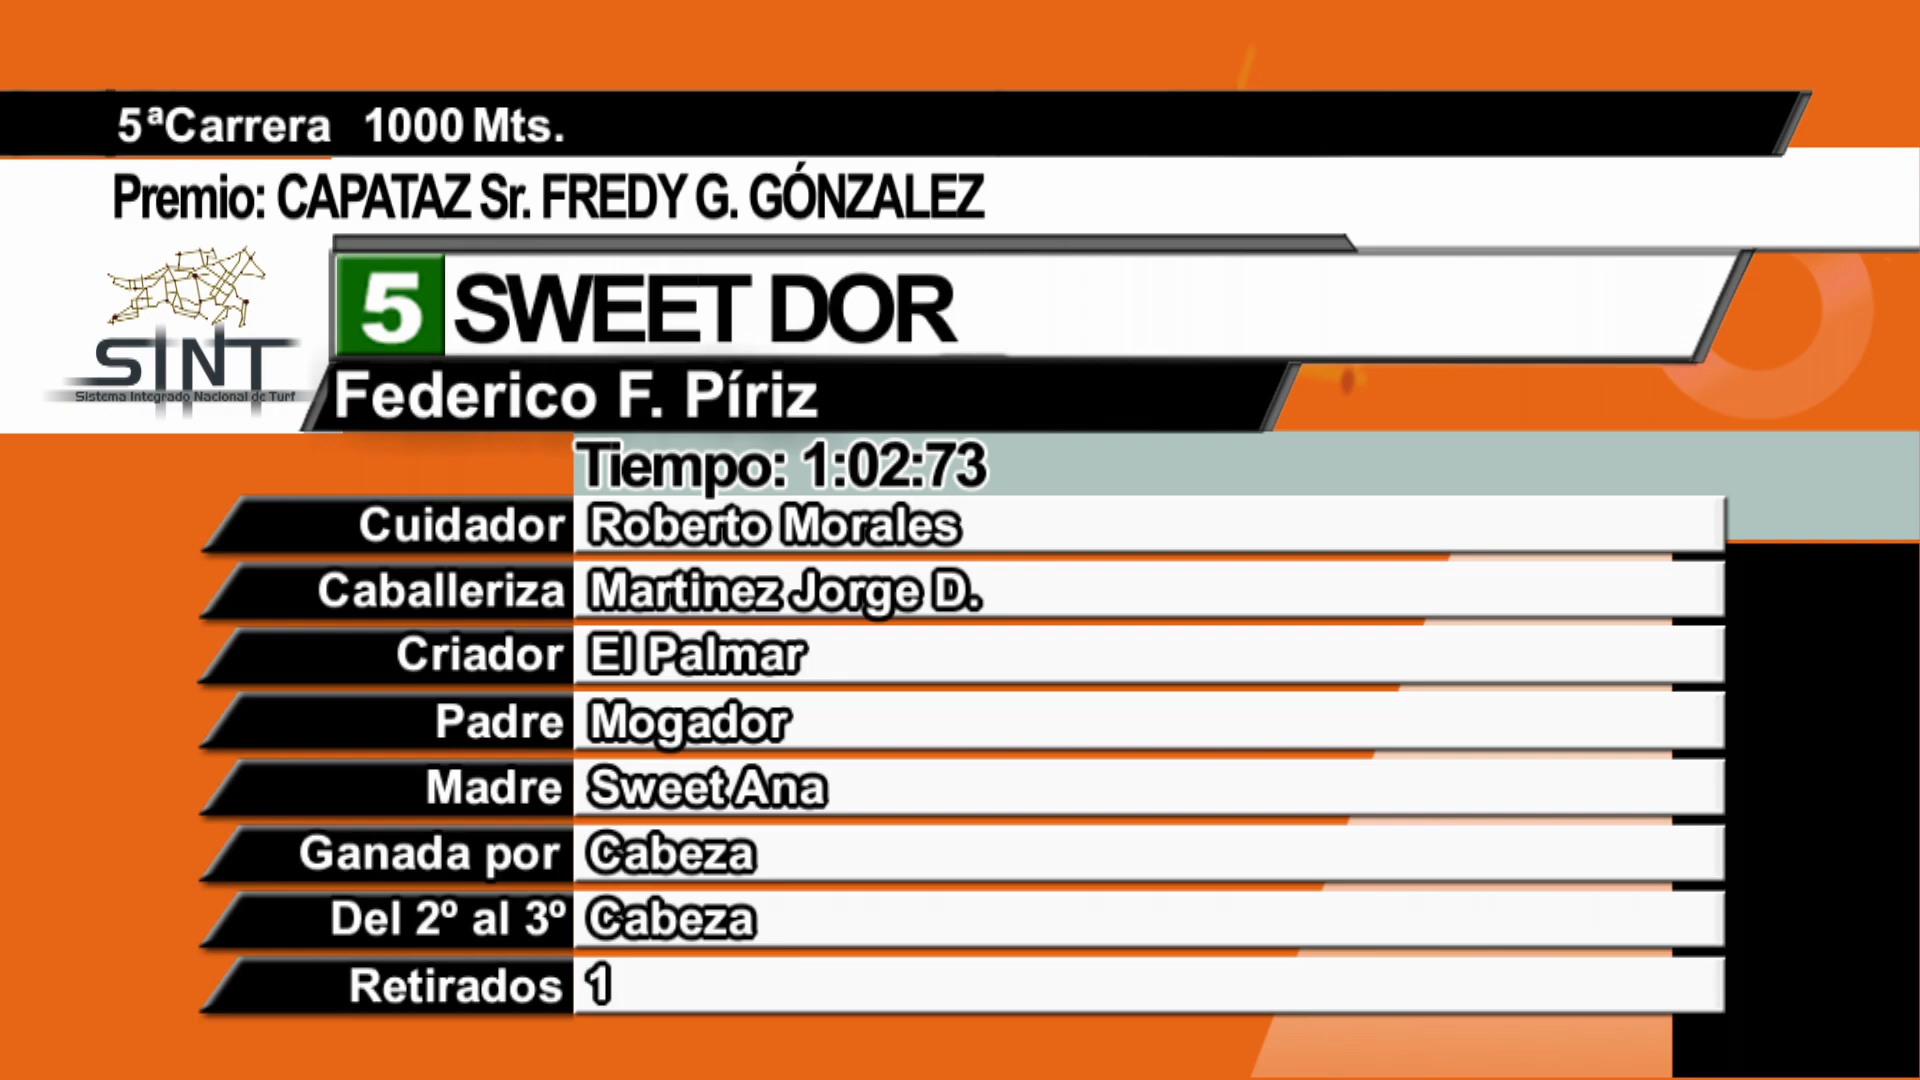 5ªCarrera 1000 Mts.
Premio: CAPATAZ Sr. FREDY G. GÓNZALEZ
5 SWEET DOR
SINT
Sistema Integrado Nacional de Turf
Federico F. Píriz
Tiempo: 1:02:73
Cuidador Roberto Morales
Caballeriza Martinez Jorge D.
Criador El Palmar
Padre Mogador
Madre Sweet Ana
Ganada por Cabeza
Del 2º al 3º Cabeza
Retirados 1